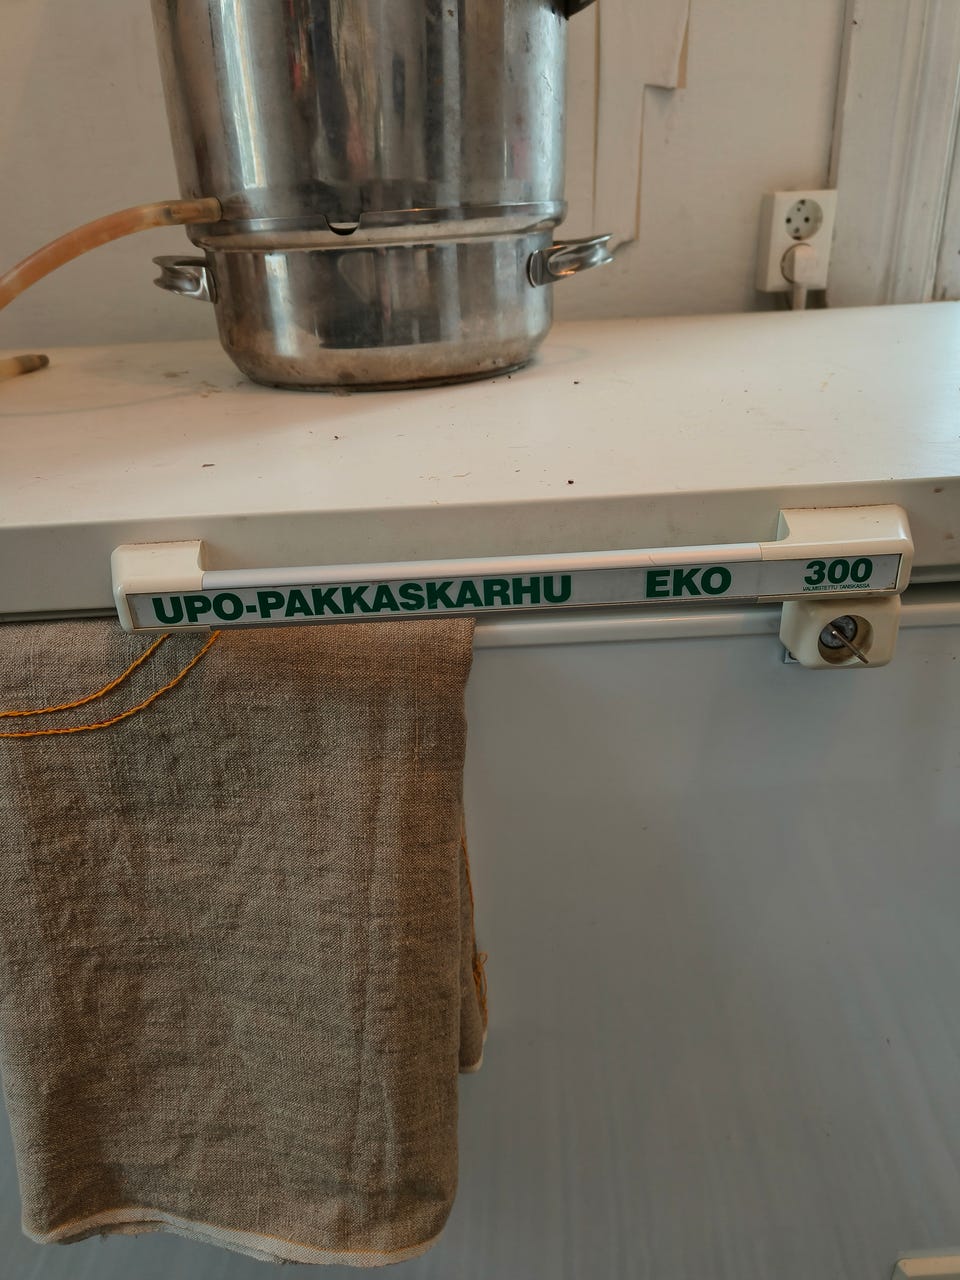 UPO-PAKKASKARHU EKO 300
VALMISTETTU TANSKASSA